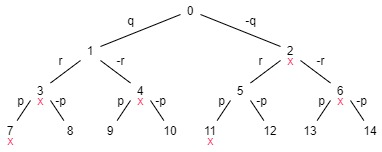 0
q -q
1 2
x
r -r r -r
3 4 5 6
x x x
p -p p -p p -p p -p
7 8 9 10 11 12 13 14
x x